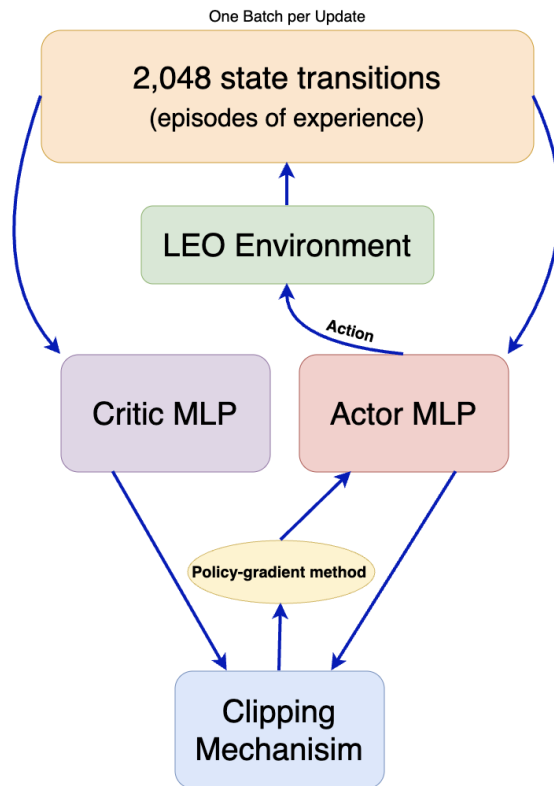 One Batch per Update
2,048 state transitions
(episodes of experience)
LEO Environment
Action
Critic MLP
Actor MLP
Policy-gradient method
Clipping
Mechanisim